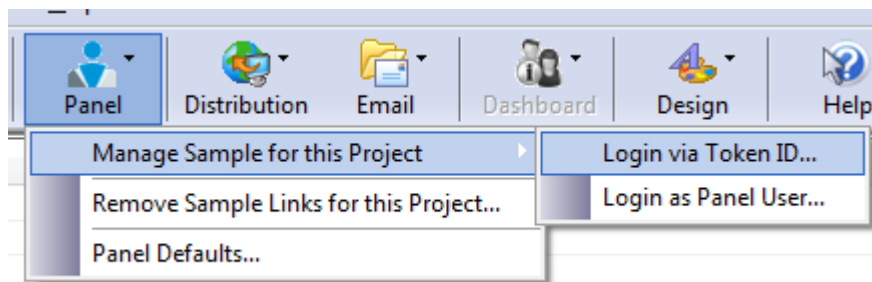 Panel Distribution Email Dashboard Design Help
Manage Sample for this Project Login via Token ID...
Remove Sample Links for this Project... Login as Panel User...
Panel Defaults...